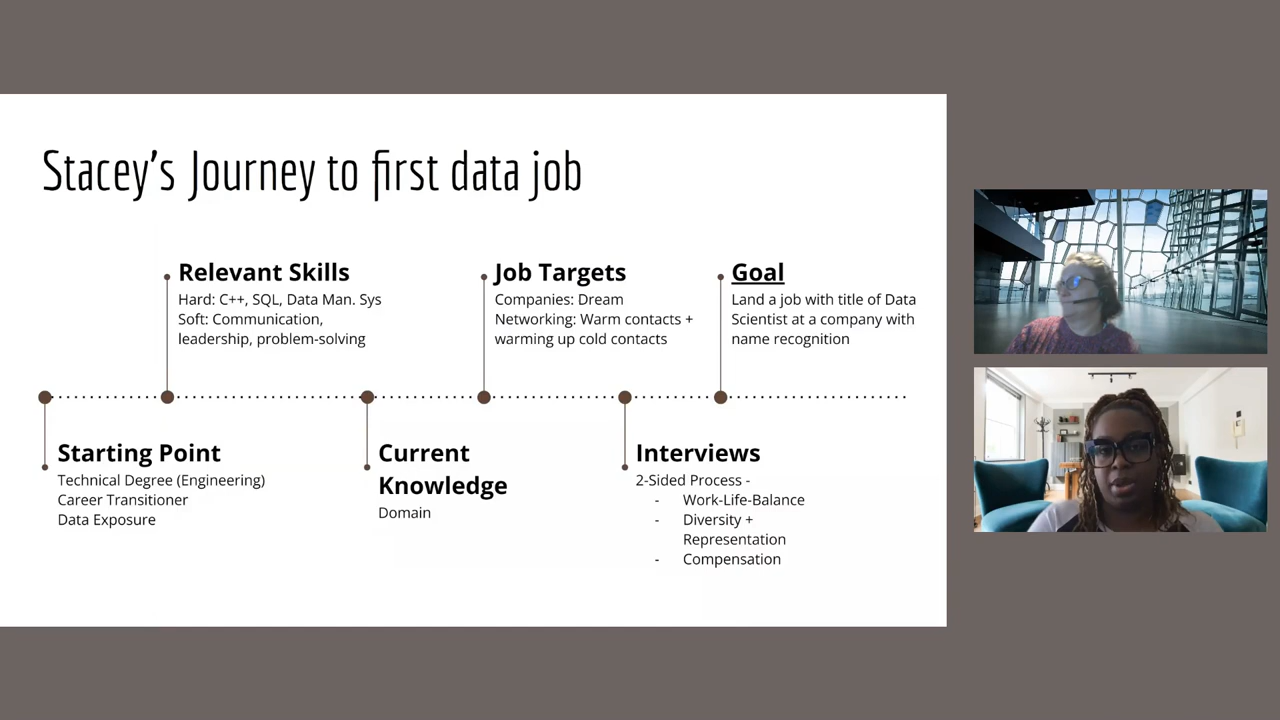 Stacey's Journey to first data job
Relevant Skills
Hard: C++, SQL, Data Man. Sys
Soft: Communication,
leadership, problem-solving
Job Targets
Companies: Dream
Networking: Warm contacts +
warming up cold contacts
Goal
Land a job with title of Data
Scientist at a company with
name recognition
Starting Point
Technical Degree (Engineering)
Career Transitioner
Data Exposure
Current
Knowledge
Domain
Interviews
2-Sided Process -
- Work-Life-Balance
- Diversity +
Representation
- Compensation